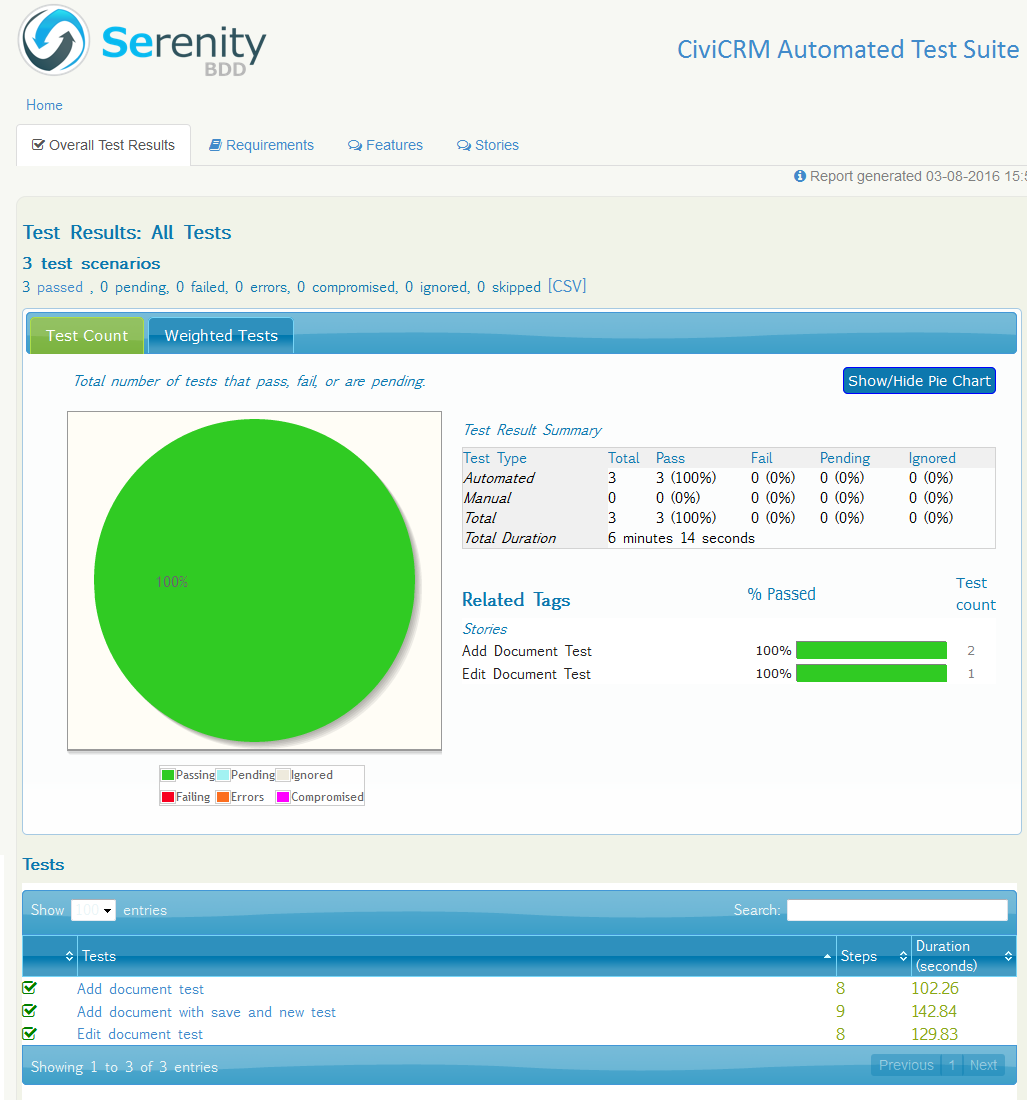 Serenity
BDD
CiviCRM Automated Test Suite
Home
Overall Test Results Requirements Features Stories
Report generated 03-08-2016 15:5
Test Results: All Tests
3 test scenarios
3 passed , 0 pending, 0 failed, 0 errors, 0 compromised, 0 ignored, 0 skipped [CSV]
Test Count Weighted Tests
Total number of tests that pass, fail, or are pending.
Show/Hide Pie Chart
100%
Passing Pending Ignored
Failing Errors Compromised
Test Result Summary
Test Type Total Pass Fail Pending Ignored
Automated 3 3 (100%) 0 (0%) 0 (0%) 0 (0%)
Manual 0 0 (0%) 0 (0%) 0 (0%) 0 (0%)
Total 3 3 (100%) 0 (0%) 0 (0%) 0 (0%)
Total Duration 6 minutes 14 seconds
Related Tags % Passed Test count
Stories
Add Document Test 100% 2
Edit Document Test 100% 1
Tests
Show 100 entries Search:
Tests Steps Duration (seconds)
Add document test 8 102.26
Add document with save and new test 9 142.84
Edit document test 8 129.83
Showing 1 to 3 of 3 entries Previous 1 Next